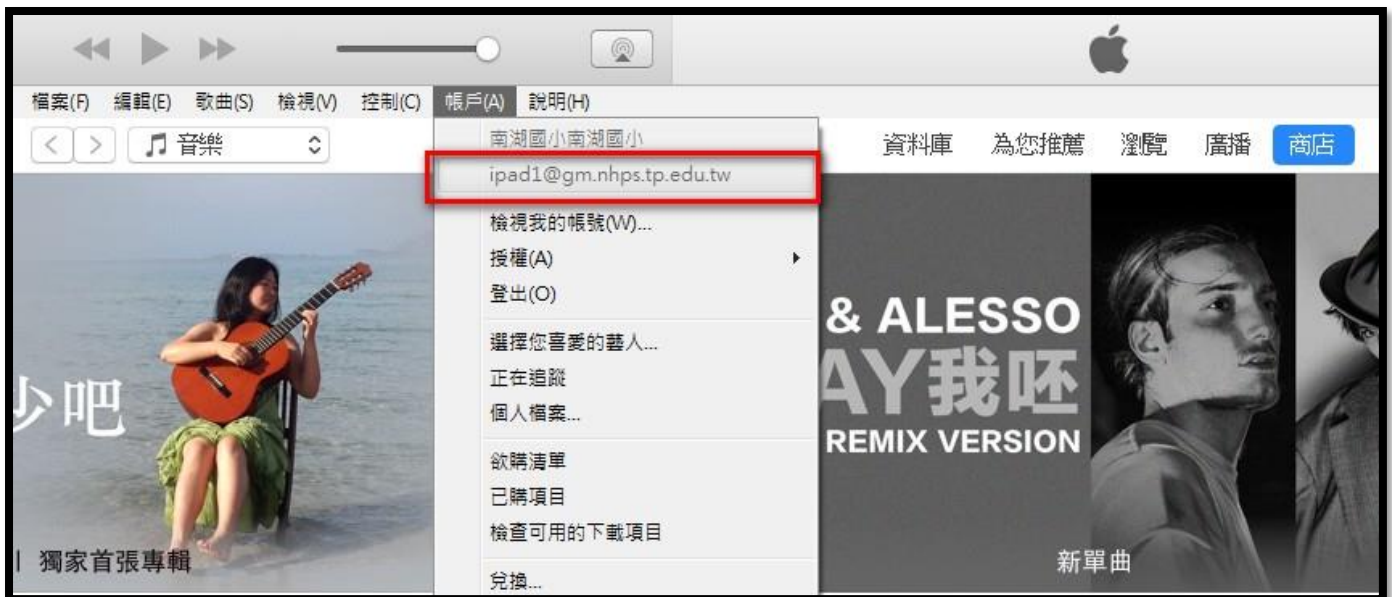 檔案(F) 編輯(E) 歌曲(S) 檢視(V) 控制(C) 帳戶(A) 說明(H)
音樂
資料庫 為您推薦 瀏覽 廣播 商店
南湖國小南湖國小
ipad1@gm.nhps.tp.edu.tw
檢視我的帳號(W)...
授權(A)
登出(O)
選擇您喜愛的藝人...
正在追蹤
個人檔案...
欲購清單
已購項目
檢查可用的下載項目
兌換...
少吧
獨家首張專輯
& ALESSO
AY我呸
REMIX VERSION
新單曲